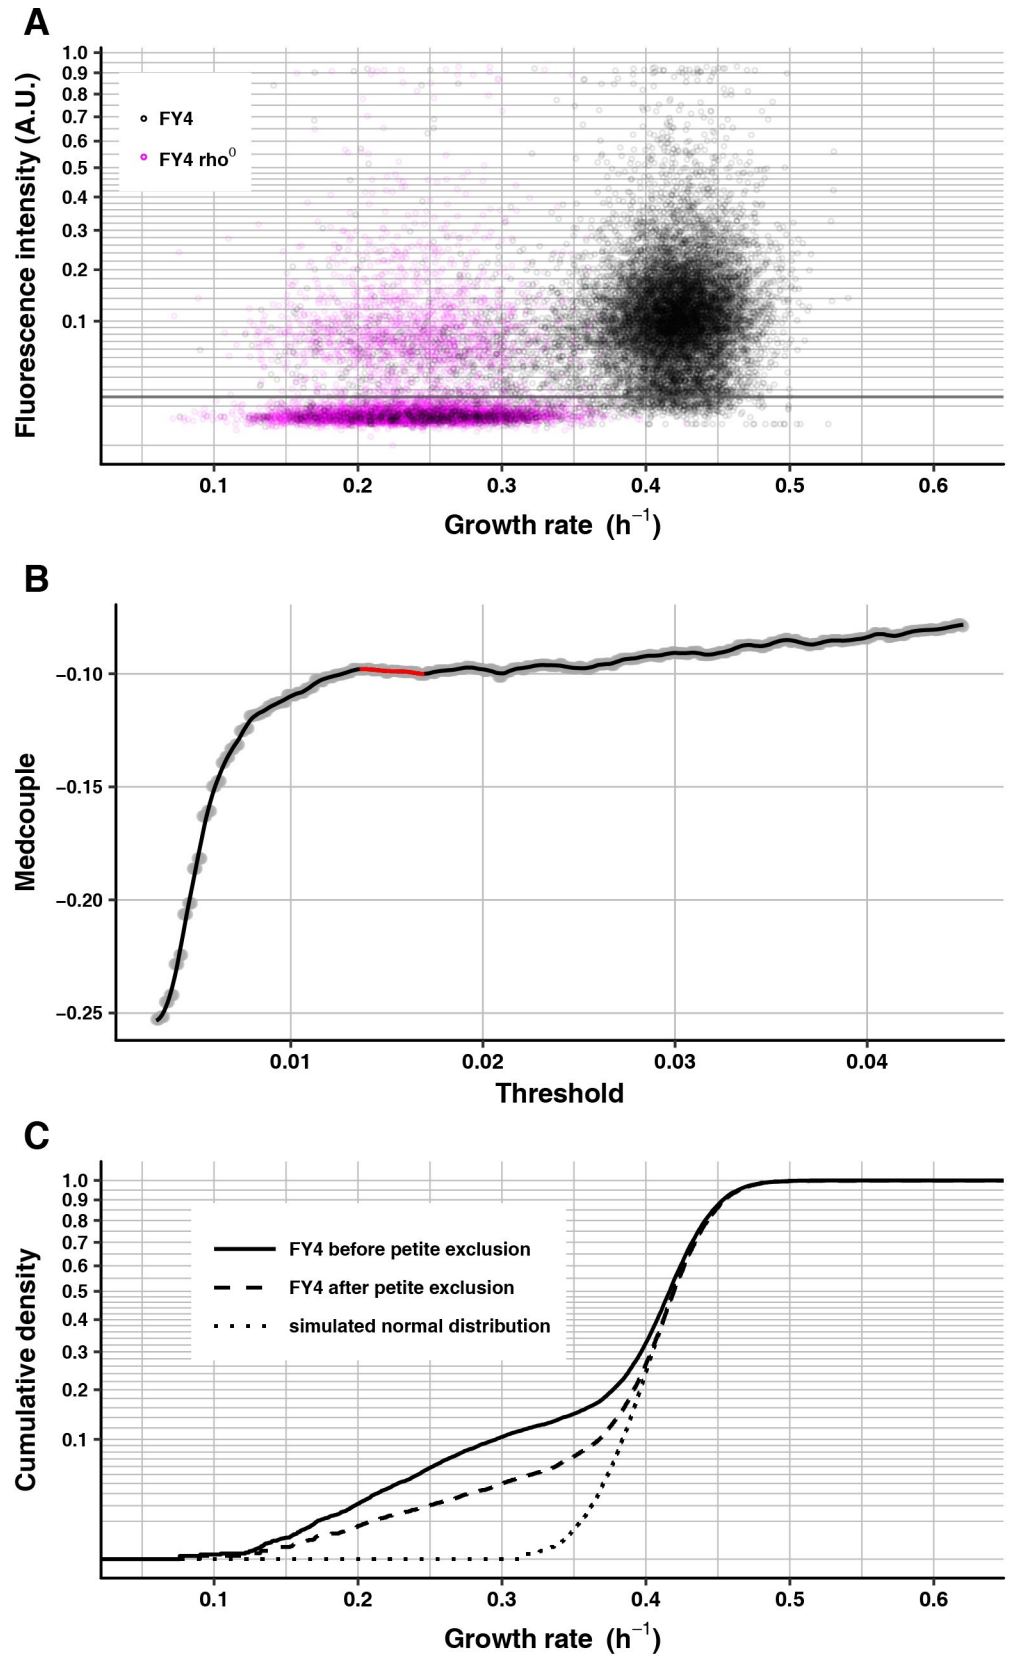 A
Fluorescence intensity (A.U.)
1.0
0.9
0.8
0.7
0.6
0.5
0.4
0.3
0.2
0.1
FY4
FY4 rho⁰
0.1 0.2 0.3 0.4 0.5 0.6
Growth rate (h⁻¹)
B
Medcouple
−0.10
−0.15
−0.20
−0.25
0.01 0.02 0.03 0.04
Threshold
C
Cumulative density
1.0
0.9
0.8
0.7
0.6
0.5
0.4
0.3
0.2
0.1
FY4 before petite exclusion
FY4 after petite exclusion
simulated normal distribution
0.1 0.2 0.3 0.4 0.5 0.6
Growth rate (h⁻¹)